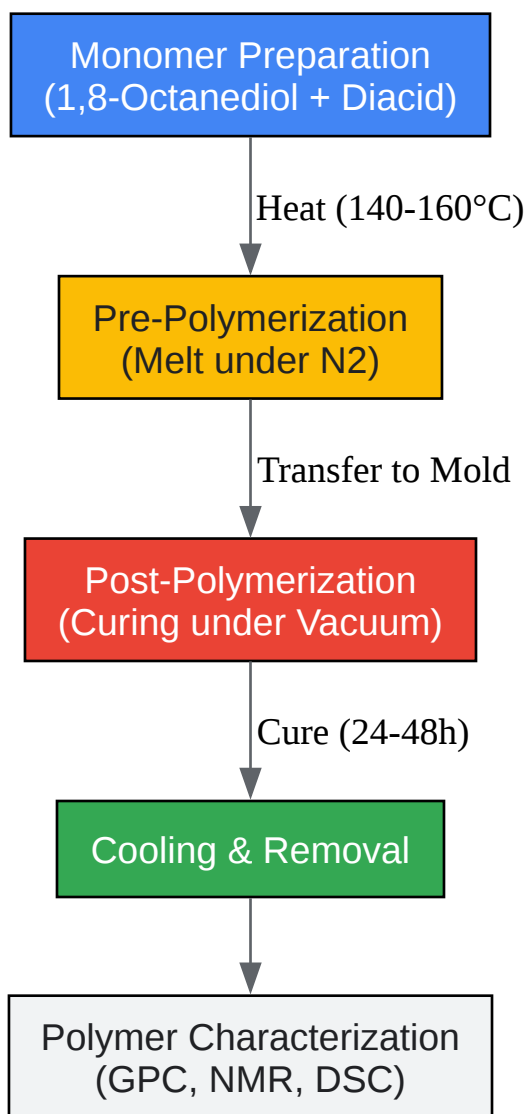 Monomer Preparation
(1,8-Octanediol + Diacid)
Heat (140-160°C)
Pre-Polymerization
(Melt under N2)
Transfer to Mold
Post-Polymerization
(Curing under Vacuum)
Cure (24-48h)
Cooling & Removal
Polymer Characterization
(GPC, NMR, DSC)